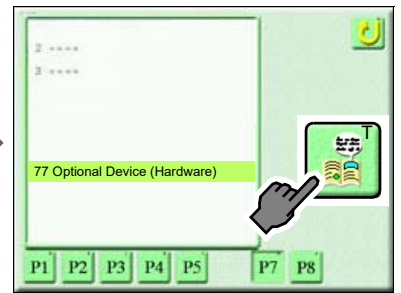 2 ----
3 ----
T
77 Optional Device (Hardware)
P1 P2 P3 P4 P5 P7 P8